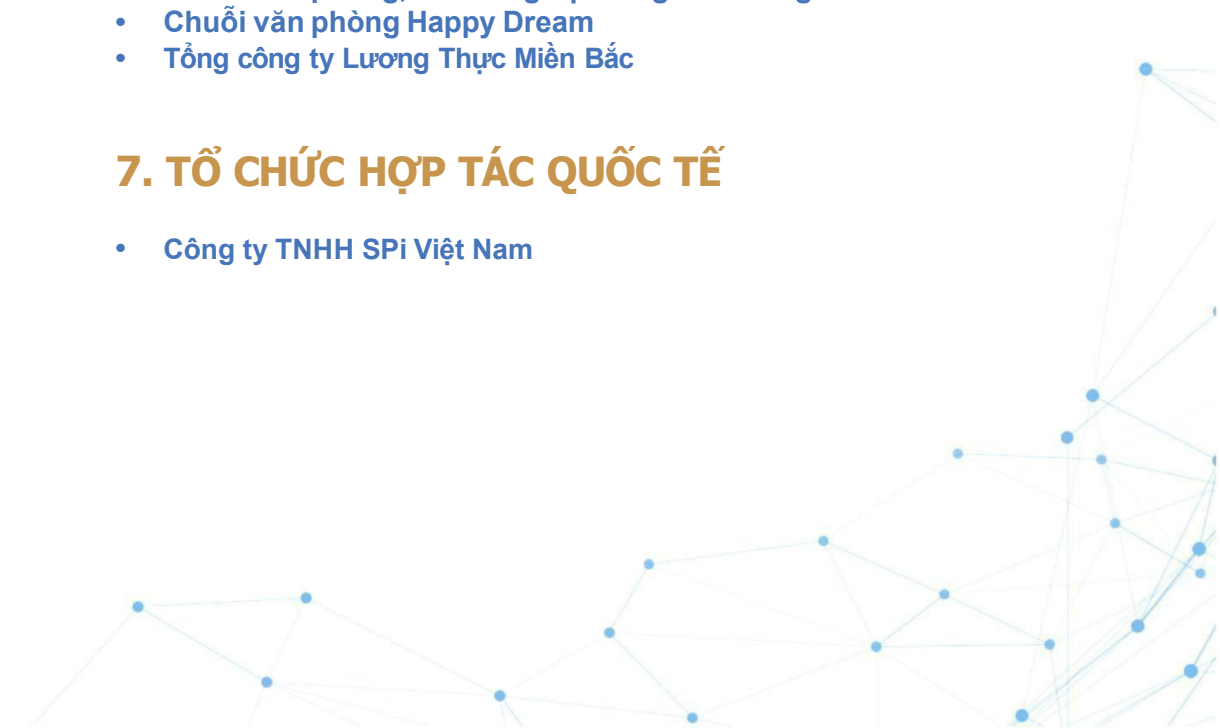 • Chuỗi văn phòng Happy Dream
• Tổng công ty Lương Thực Miền Bắc
7. TỔ CHỨC HỢP TÁC QUỐC TẾ
• Công ty TNHH SPi Việt Nam